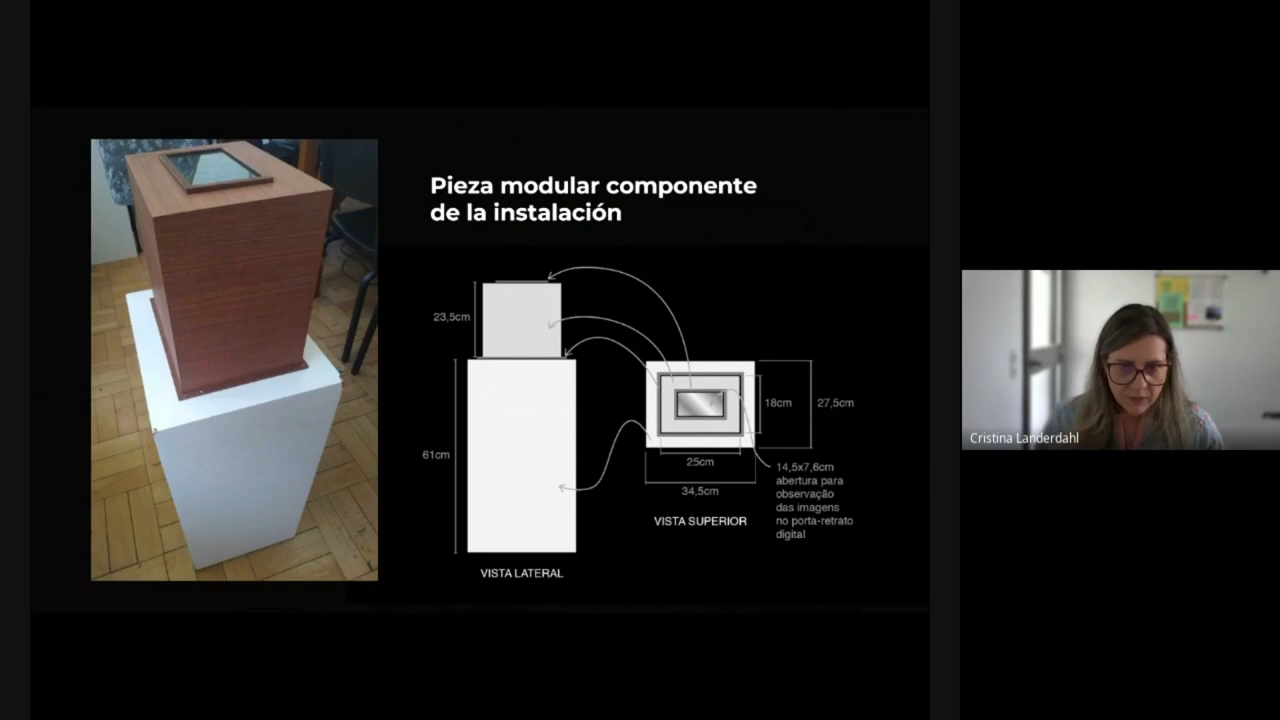 Pieza modular componente
de la instalación
23,5cm
61cm
VISTA LATERAL
18cm
27,5cm
25cm
34,5cm
VISTA SUPERIOR
14,5x7,6cm
abertura para
observação
das imagens
no porta-retrato
digital
Cristina Landerdahl